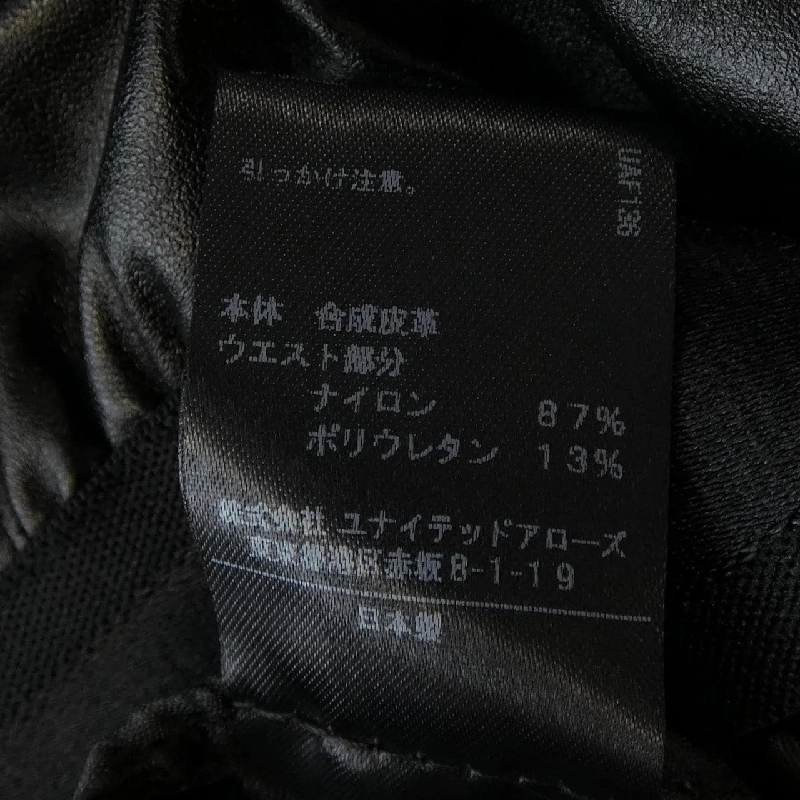 引っかけ注意。
UAF136
本体 合成皮革
ウエスト部分
ナイロン 87%
ポリウレタン 13%
株式会社 ユナイテッドアローズ
東京都港区赤坂8-1-19
日本製